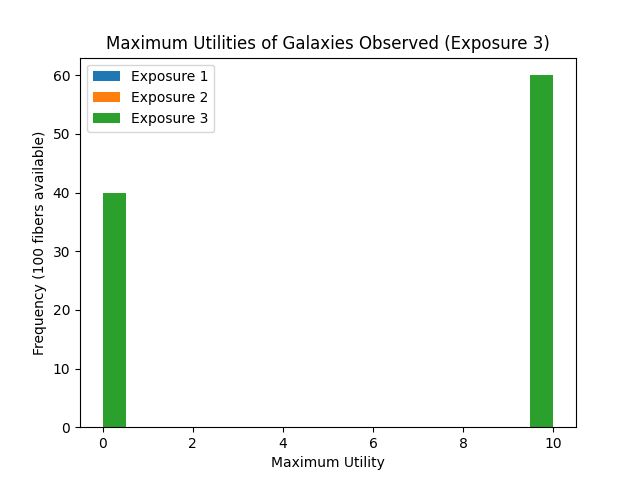 Maximum Utilities of Galaxies Observed (Exposure 3)
Exposure 1
Exposure 2
Exposure 3
Frequency (100 fibers available)
60
50
40
30
20
10
0
0 2 4 6 8 10
Maximum Utility